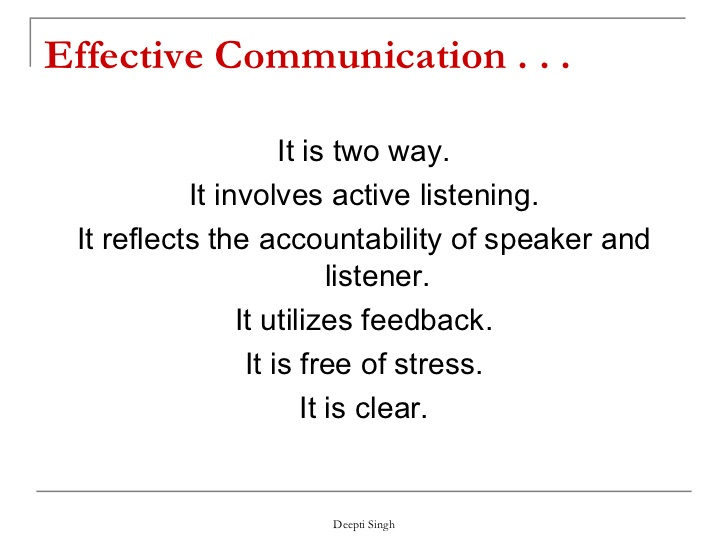 Effective Communication . . .
It is two way.
It involves active listening.
It reflects the accountability of speaker and
listener.
It utilizes feedback.
It is free of stress.
It is clear.
Deepti Singh